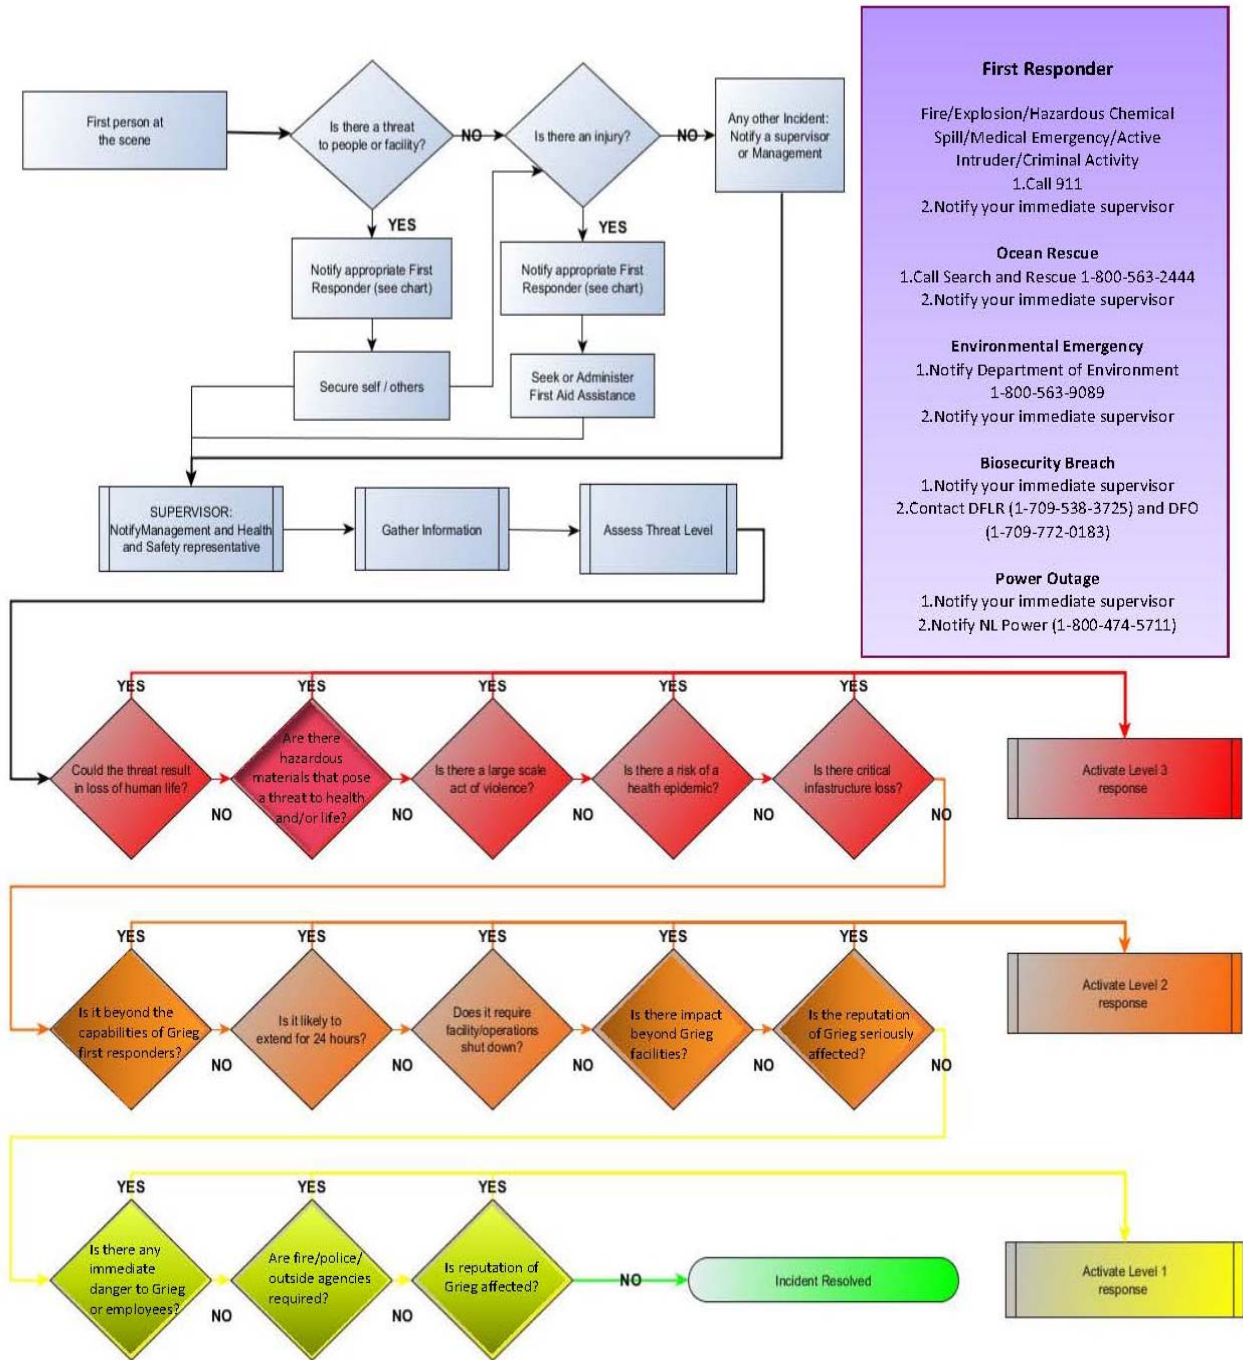 First person at
the scene
Is there a threat
to people or facility?
NO
Is there an injury?
NO
Any other Incident:
Notify a supervisor
or Management
YES
YES
Notify appropriate First
Responder (see chart)
Notify appropriate First
Responder (see chart)
Secure self / others
Seek or Administer
First Aid Assistance
SUPERVISOR:
NotifyManagement and Health
and Safety representative
Gather Information
Assess Threat Level
First Responder
Fire/Explosion/Hazardous Chemical
Spill/Medical Emergency/Active
Intruder/Criminal Activity
1.Call 911
2.Notify your immediate supervisor
Ocean Rescue
1.Call Search and Rescue 1-800-563-2444
2.Notify your immediate supervisor
Environmental Emergency
1.Notify Department of Environment
1-800-563-9089
2.Notify your immediate supervisor
Biosecurity Breach
1.Notify your immediate supervisor
2.Contact DFLR (1-709-538-3725) and DFO
(1-709-772-0183)
Power Outage
1.Notify your immediate supervisor
2.Notify NL Power (1-800-474-5711)
YES
YES
YES
YES
YES
Could the threat result
in loss of human life?
NO
Are there
hazardous
materials that pose
a threat to health
and/or life?
NO
Is there a large scale
act of violence?
NO
Is there a risk of a
health epidemic?
NO
Is there critical
infastructure loss?
NO
Activate Level 3
response
YES
YES
YES
YES
YES
Is it beyond the
capabilities of Grieg
first responders?
NO
Is it likely to
extend for 24 hours?
NO
Does it require
facility/operations
shut down?
NO
Is there impact
beyond Grieg
facilities?
NO
Is the reputation
of Grieg seriously
affected?
NO
Activate Level 2
response
YES
YES
YES
Is there any
immediate
danger to Grieg
or employees?
NO
Are fire/police/
outside agencies
required?
NO
Is reputation of
Grieg affected?
NO
Incident Resolved
Activate Level 1
response